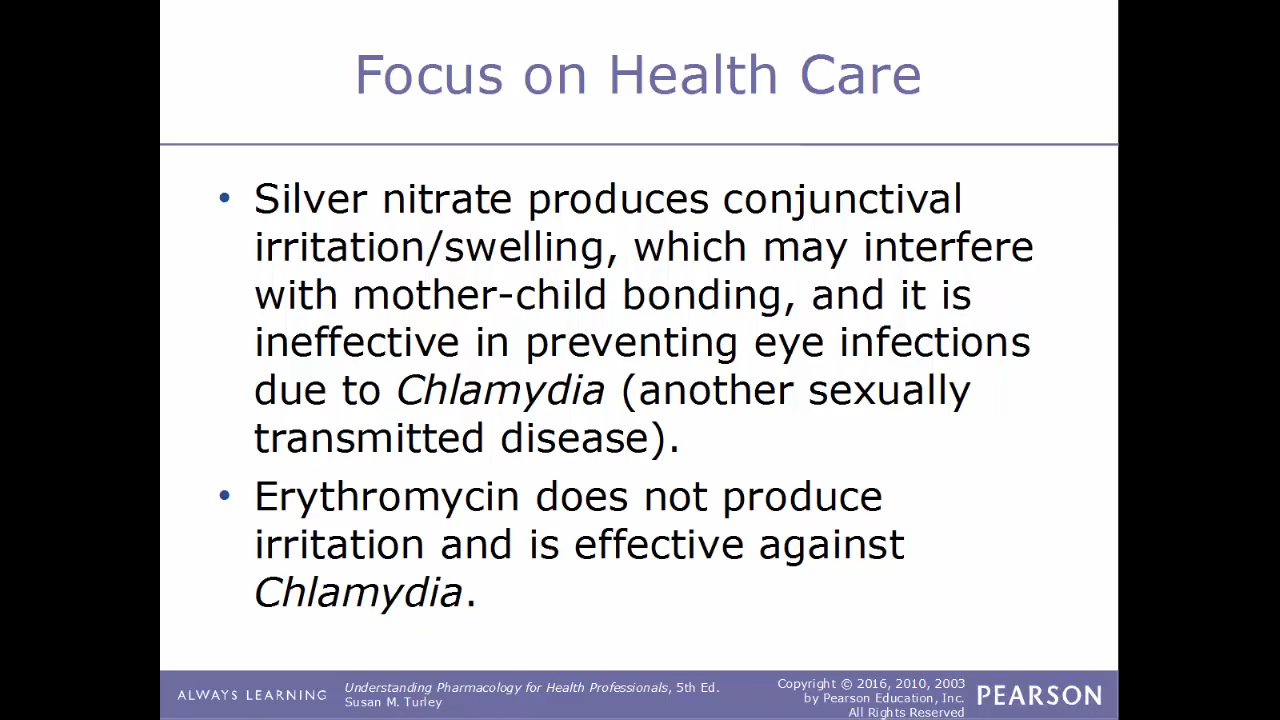 Focus on Health Care
• Silver nitrate produces conjunctival
irritation/swelling, which may interfere
with mother-child bonding, and it is
ineffective in preventing eye infections
due to Chlamydia (another sexually
transmitted disease).
• Erythromycin does not produce
irritation and is effective against
Chlamydia.
ALWAYS LEARNING
Understanding Pharmacology for Health Professionals, 5th Ed.
Susan M. Turley
Copyright © 2016, 2010, 2003
by Pearson Education, Inc.
All Rights Reserved
PEARSON